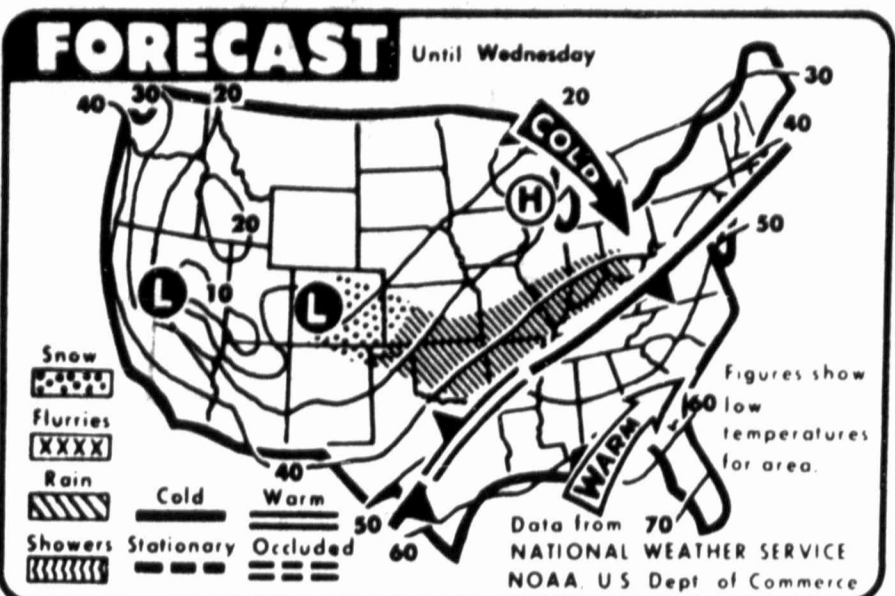 FORECAST
Until Wednesday
40 30 20
20
30
40
COLD
H
20
50
L 10
L
Snow
Flurries
XXXX
Rain
Showers
Cold
Warm
Stationary
Occluded
40
50
60
WARM
60
70
Figures show
low
temperatures
for area.
Data from
NATIONAL WEATHER SERVICE
NOAA. U S Dept of Commerce